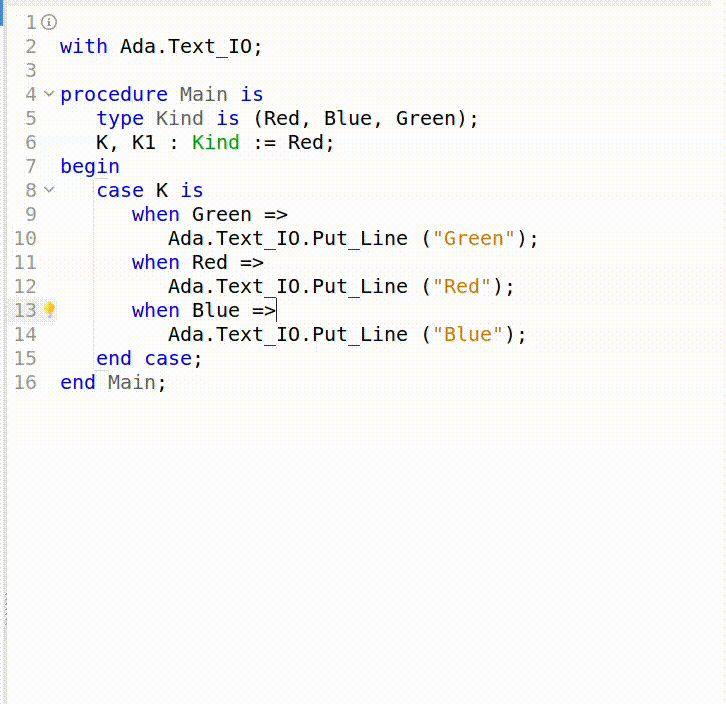 1
2 with Ada.Text_IO;
3
4 procedure Main is
5    type Kind is (Red, Blue, Green);
6    K, K1 : Kind := Red;
7 begin
8    case K is
9       when Green =>
10          Ada.Text_IO.Put_Line ("Green");
11       when Red =>
12          Ada.Text_IO.Put_Line ("Red");
13       when Blue =>
14          Ada.Text_IO.Put_Line ("Blue");
15    end case;
16 end Main;